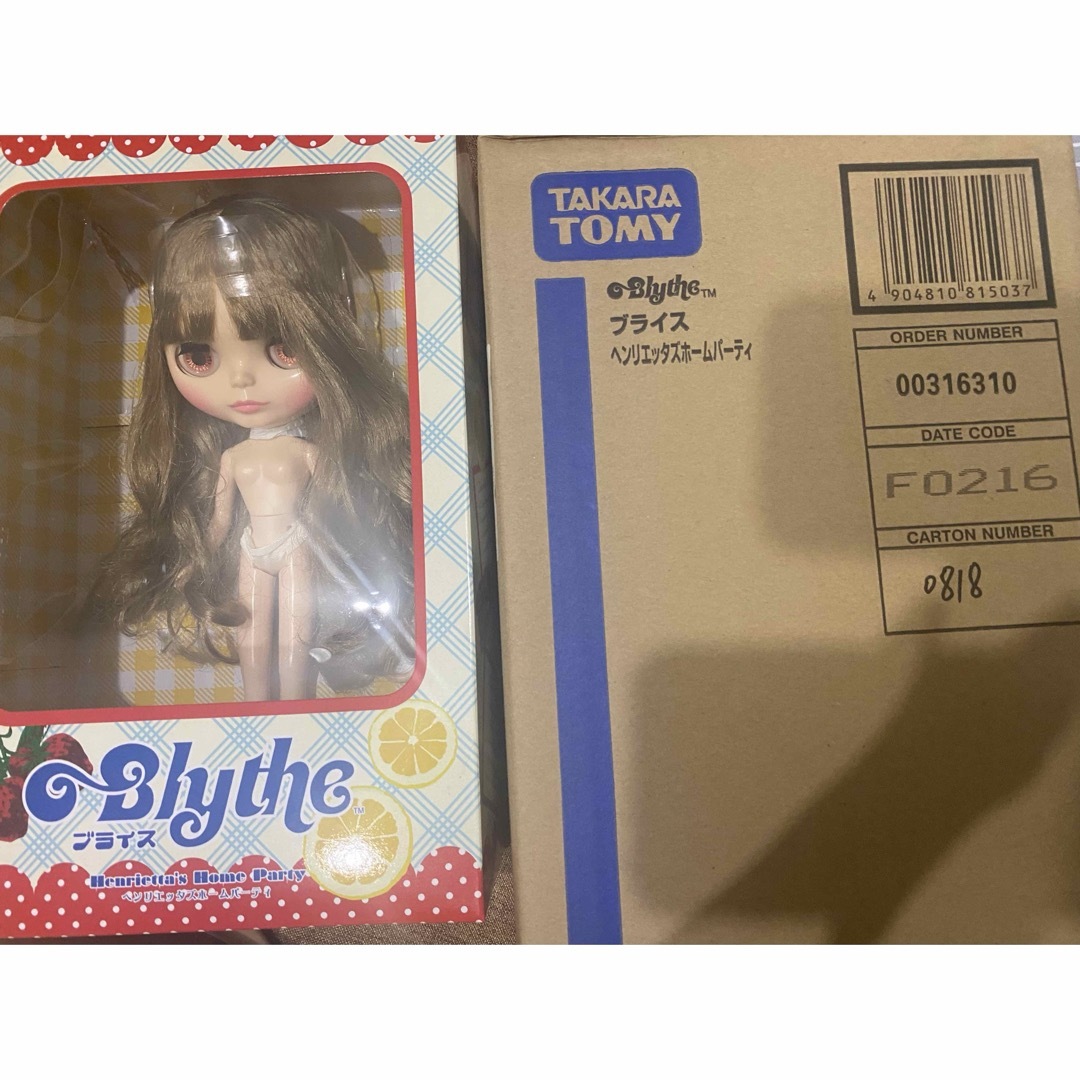 Blythe™
ブライス
Henrietta's Home Party
ヘンリエッタズホームパーティ
TAKARA
TOMY
Blythe™
ブライス
ヘンリエッタズホームパーティ
4 904810 815037
ORDER NUMBER
00316310
DATE CODE
F0216
CARTON NUMBER
0818